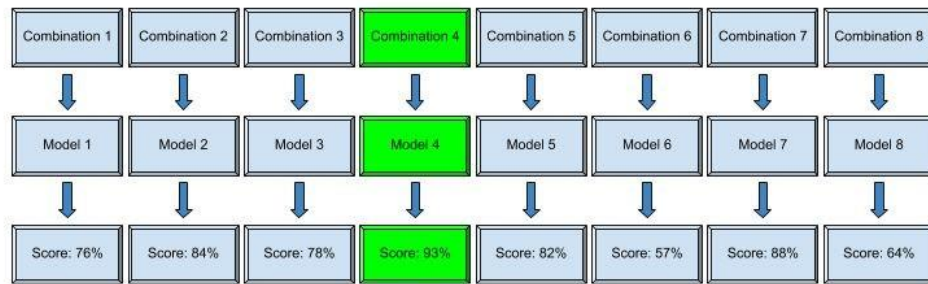 Combination 1
Combination 2
Combination 3
Combination 4
Combination 5
Combination 6
Combination 7
Combination 8
Model 1
Model 2
Model 3
Model 4
Model 5
Model 6
Model 7
Model 8
Score: 76%
Score: 84%
Score: 78%
Score: 93%
Score: 82%
Score: 57%
Score: 88%
Score: 64%